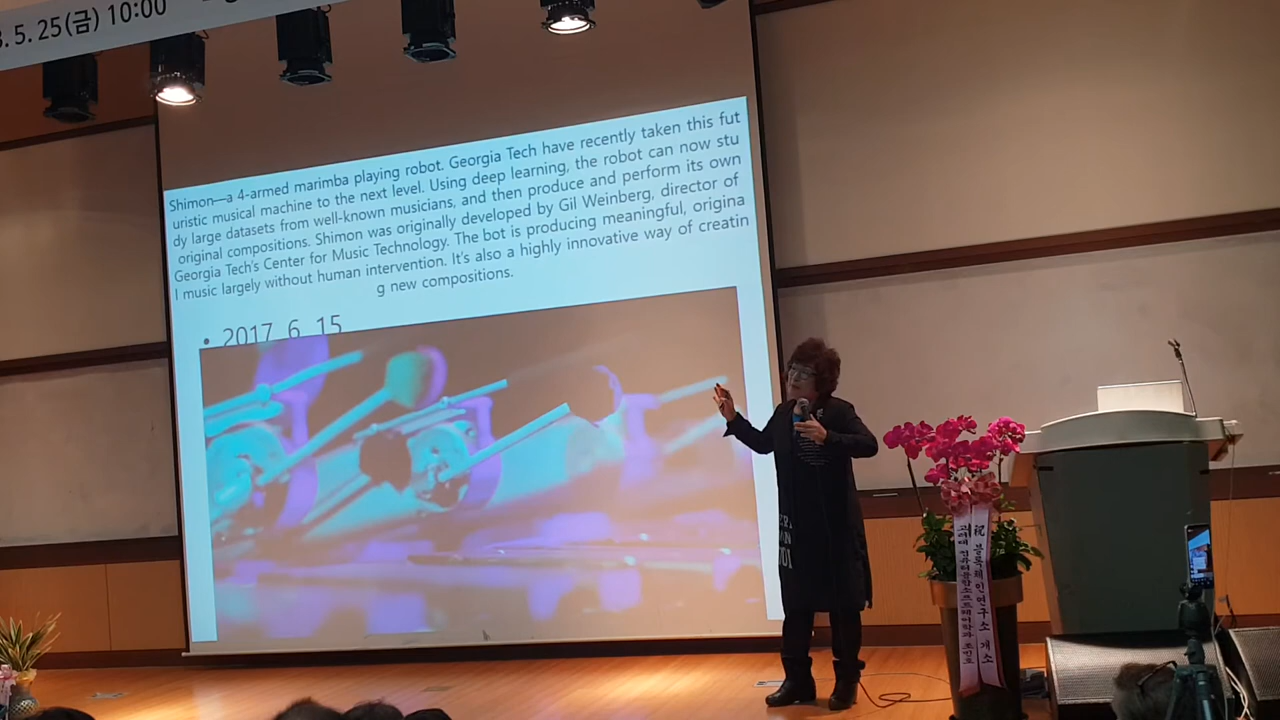 8.5.25(금) 10:00
Shimon—a 4-armed marimba playing robot. Georgia Tech have recently taken this fut
uristic musical machine to the next level. Using deep learning, the robot can now stu
dy large datasets from well-known musicians, and then produce and perform its own
original compositions. Shimon was originally developed by Gil Weinberg, director of
Georgia Tech's Center for Music Technology. The bot is producing meaningful, origina
l music largely without human intervention. It's also a highly innovative way of creatin
g new compositions.
• 2017 6 15
祝 블록체인연구소 개소